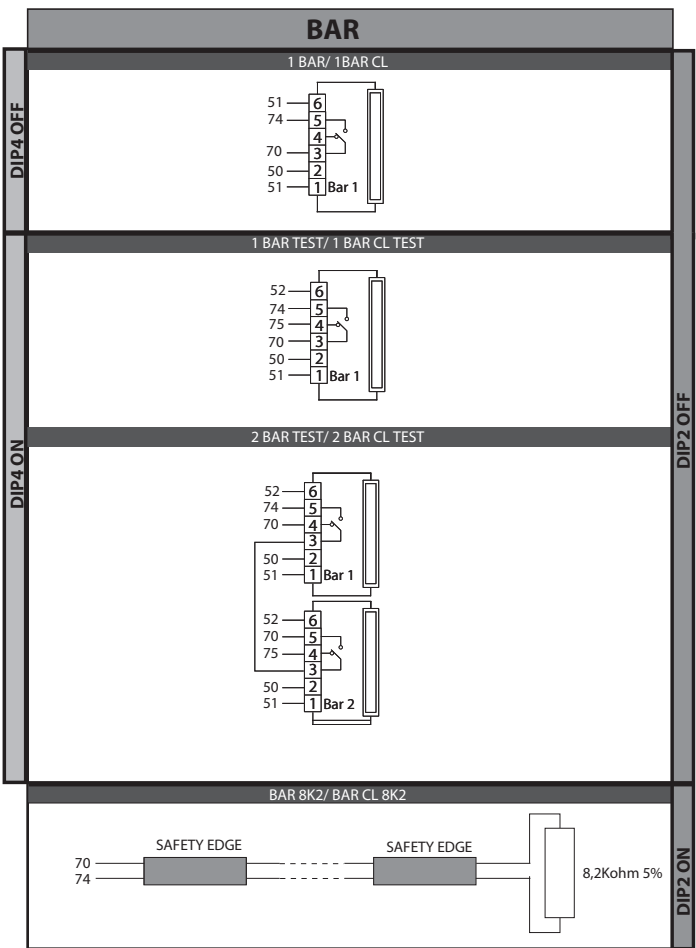 BAR
DIP4 OFF
1 BAR/ 1BAR CL
51 6
74 5
4
70 3
50 2
51 1 Bar 1
DIP4 ON
1 BAR TEST/ 1 BAR CL TEST
52 6
74 5
75 4
70 3
50 2
51 1 Bar 1
DIP2 OFF
2 BAR TEST/ 2 BAR CL TEST
52 6
74 5
70 4
3
50 2
51 1 Bar 1
52 6
70 5
75 4
3
50 2
51 1 Bar 2
BAR 8K2/ BAR CL 8K2
SAFETY EDGE
SAFETY EDGE
70
74
8,2Kohm 5%
DIP2 ON